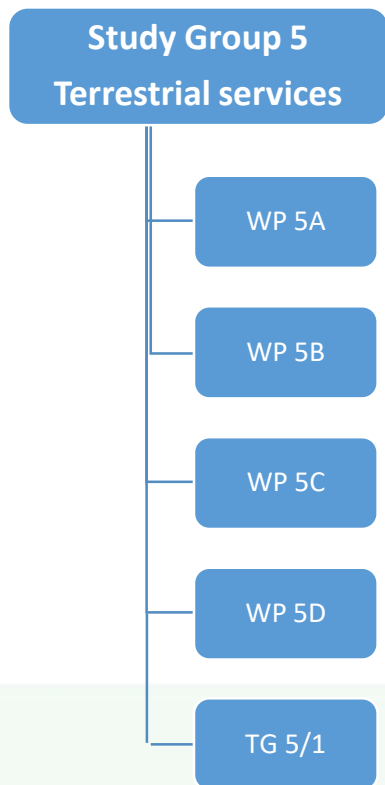 Study Group 5
Terrestrial services
WP 5A
WP 5B
WP 5C
WP 5D
TG 5/1